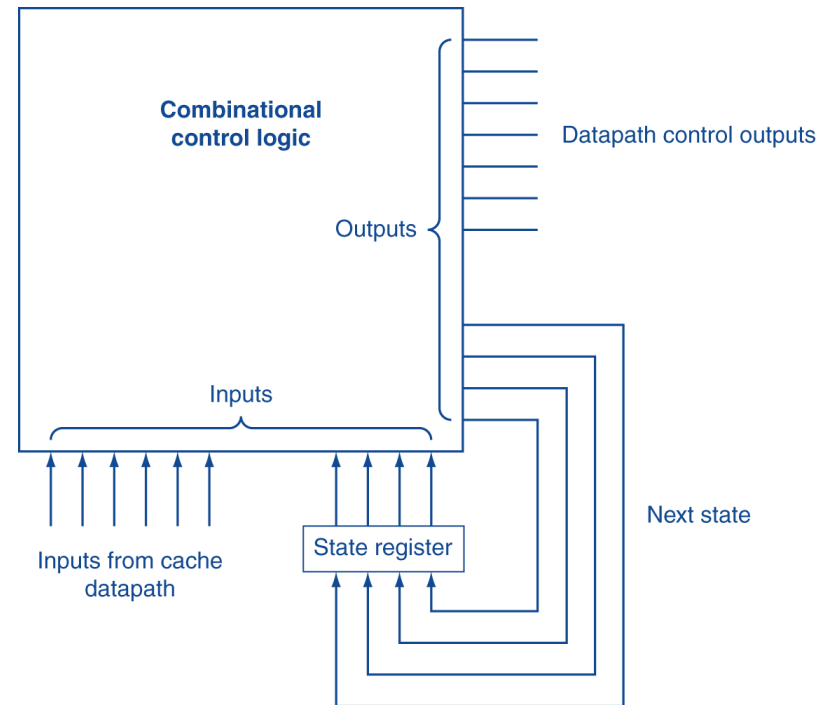 Combinational
control logic
Datapath control outputs
Outputs
Inputs
Next state
State register
Inputs from cache
datapath